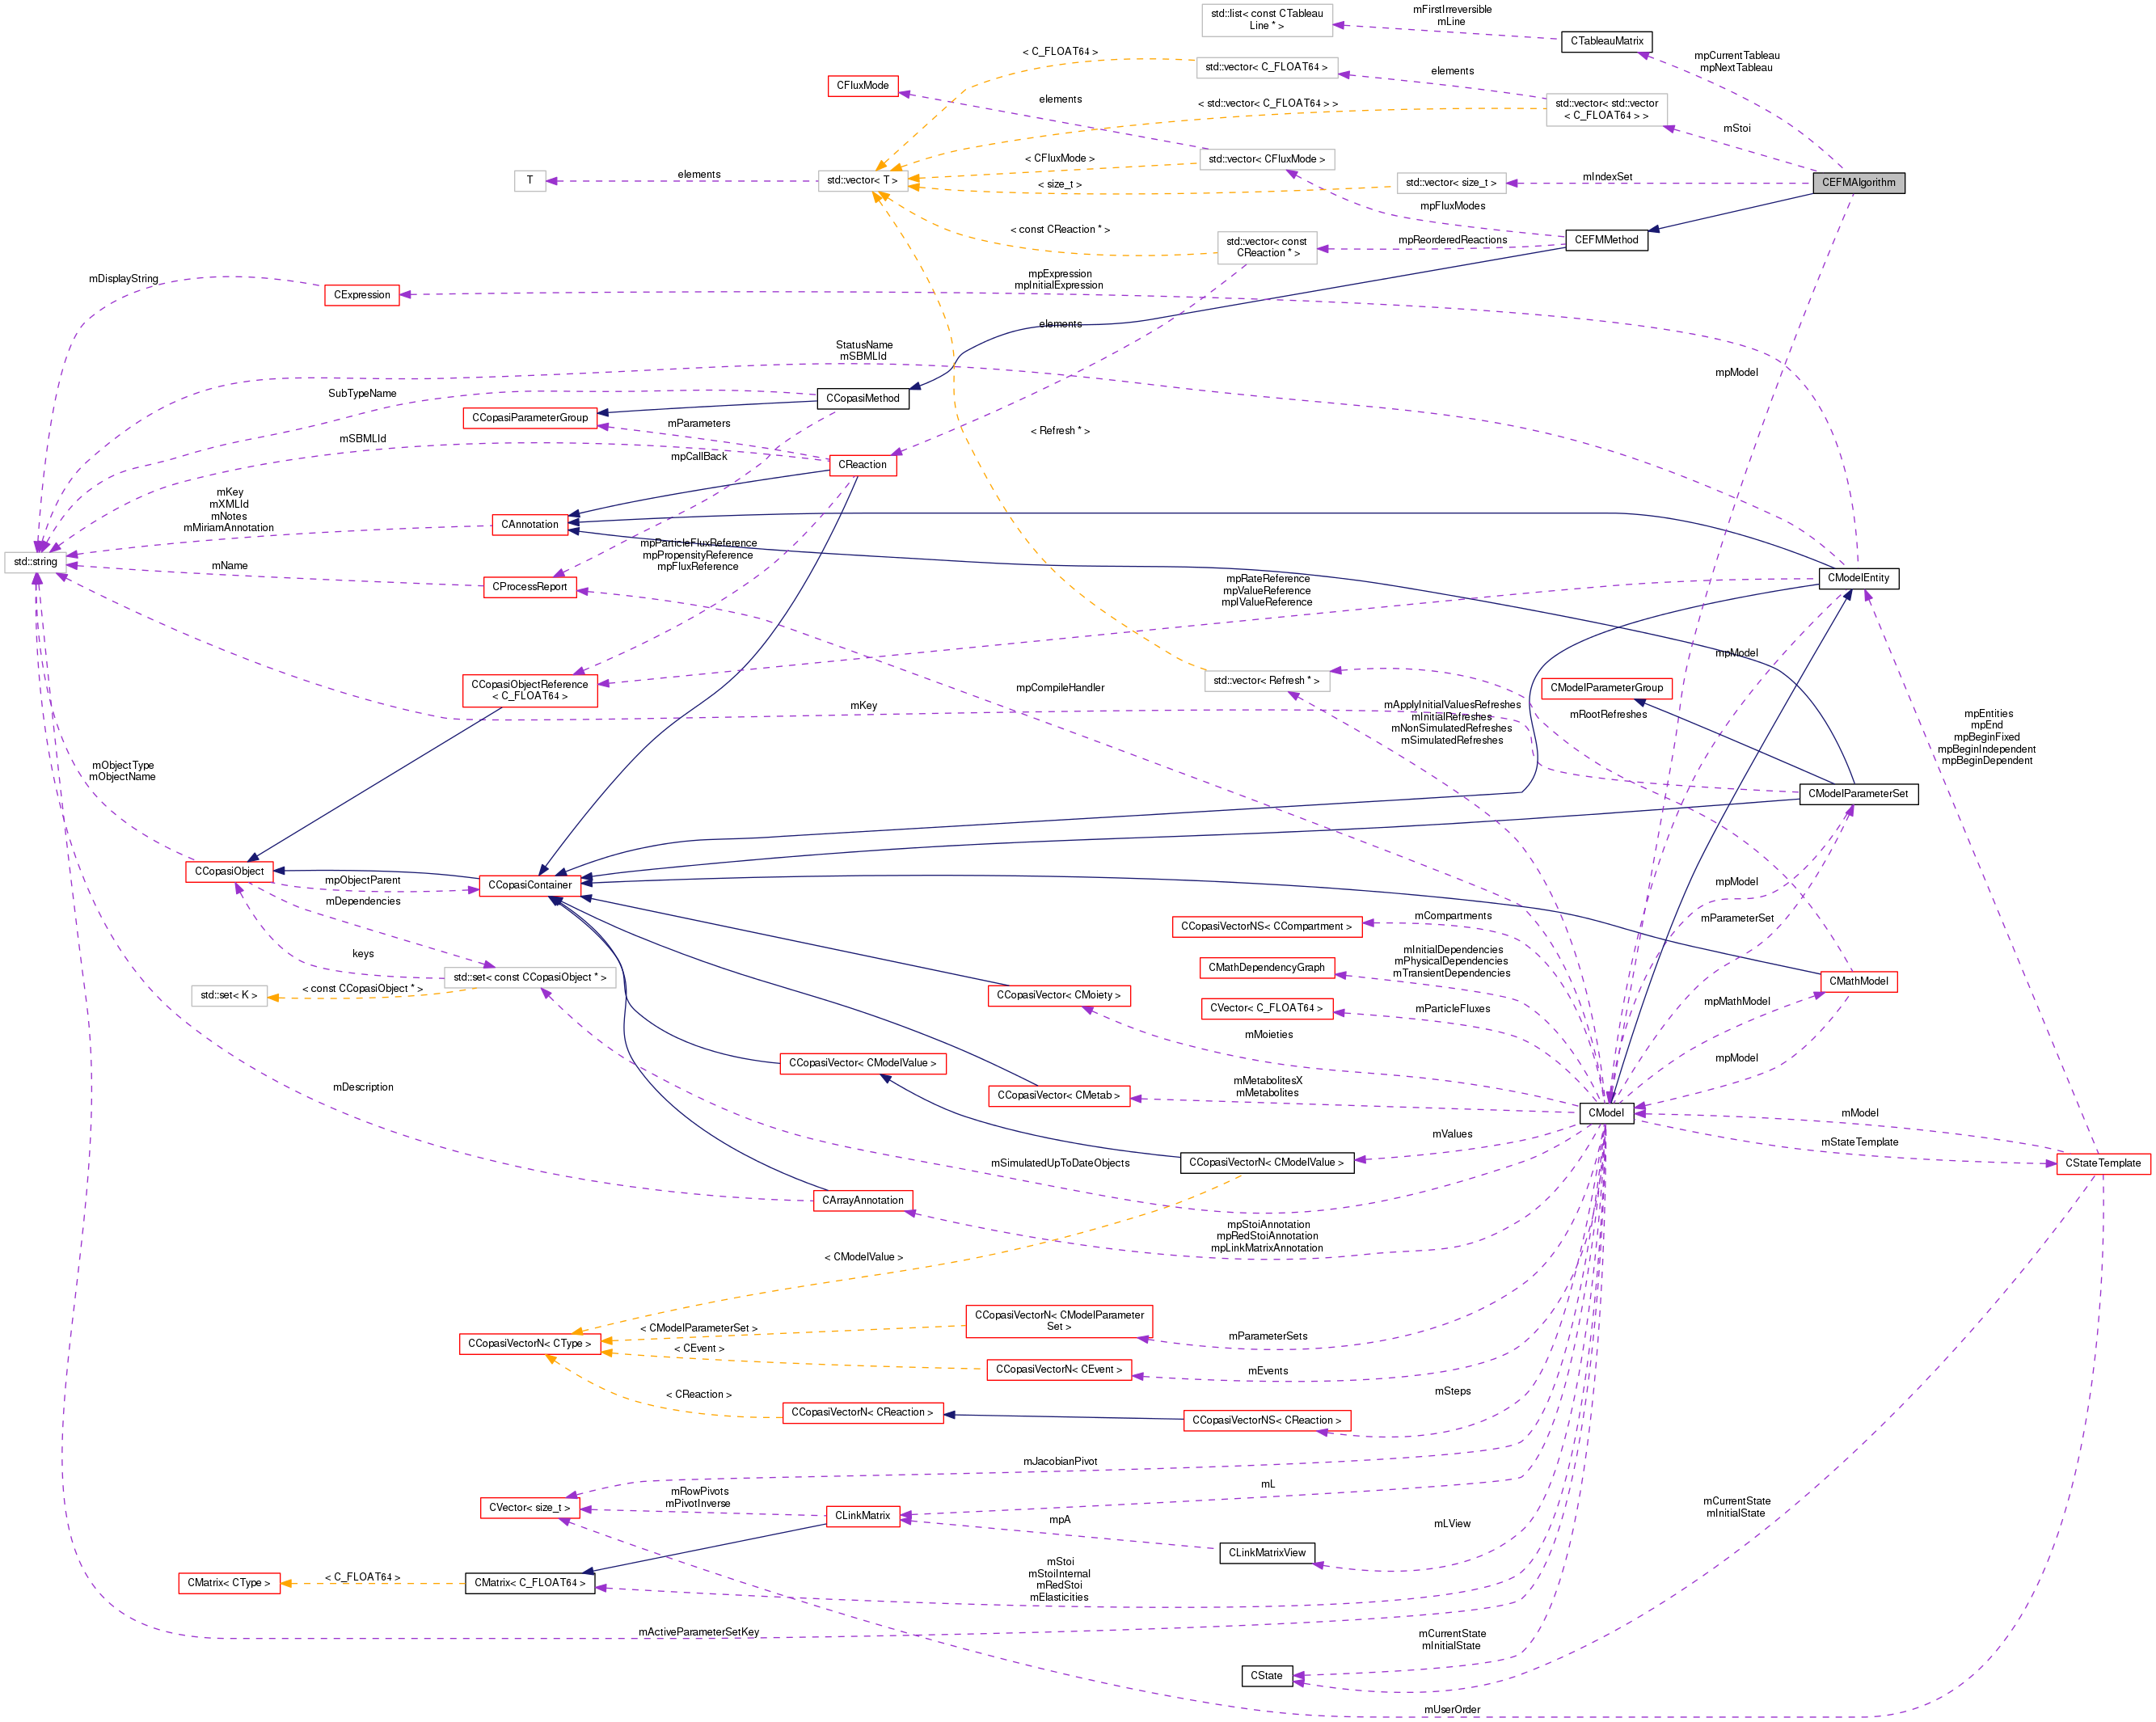 std::list< const CTableau
Line * >
mFirstIrreversible
mLine
CTableauMatrix
mpCurrentTableau
mpNextTableau
< C_FLOAT64 >
std::vector< C_FLOAT64 >
elements
CFluxMode
elements
< std::vector< C_FLOAT64 > >
std::vector< std::vector
< C_FLOAT64 > >
mStoi
T
elements
std::vector< T >
< CFluxMode >
std::vector< CFluxMode >
< size_t >
std::vector< size_t >
mIndexSet
CEFMAlgorithm
mpFluxModes
< const CReaction * >
std::vector< const
CReaction * >
mpReorderedReactions
CEFMMethod
mDisplayString
CExpression
mpExpression
mpInitialExpression
elements
StatusName
mSBMLId
mpModel
SubTypeName
CCopasiMethod
CCopasiParameterGroup
mParameters
< Refresh * >
mSBMLId
mpCallBack
CReaction
mKey
mXMLId
mNotes
mMiriamAnnotation
CAnnotation
std::string
mName
CProcessReport
mpParticleFluxReference
mpPropensityReference
mpFluxReference
CModelEntity
mpRateReference
mpValueReference
mpIValueReference
mpModel
CCopasiObjectReference
< C_FLOAT64 >
mKey
mpCompileHandler
std::vector< Refresh * >
mApplyInitialValuesRefreshes
mInitialRefreshes
mNonSimulatedRefreshes
mSimulatedRefreshes
CModelParameterGroup
mRootRefreshes
mpEntities
mpEnd
mpBeginFixed
mpBeginIndependent
mpBeginDependent
mObjectType
mObjectName
CModelParameterSet
CCopasiObject
mpObjectParent
mDependencies
CCopasiContainer
mpModel
mParameterSet
CCopasiVectorNS< CCompartment >
mCompartments
keys
std::set< const CCopasiObject * >
std::set< K >
< const CCopasiObject * >
CMathDependencyGraph
mInitialDependencies
mPhysicalDependencies
mTransientDependencies
CMathModel
CCopasiVector< CMoiety >
CVector< C_FLOAT64 >
mParticleFluxes
mpMathModel
mMoieties
mpModel
CCopasiVector< CModelValue >
mDescription
CCopasiVector< CMetab >
mMetabolitesX
mMetabolites
CModel
mModel
mStateTemplate
mValues
CCopasiVectorN< CModelValue >
mSimulatedUpToDateObjects
CStateTemplate
CArrayAnnotation
mpStoiAnnotation
mpRedStoiAnnotation
mpLinkMatrixAnnotation
< CModelValue >
CCopasiVectorN< CModelParameter
Set >
< CModelParameterSet >
CCopasiVectorN< CType >
mParameterSets
< CEvent >
CCopasiVectorN< CEvent >
mEvents
< CReaction >
mSteps
CCopasiVectorN< CReaction >
CCopasiVectorNS< CReaction >
mJacobianPivot
mL
CVector< size_t >
mRowPivots
mPivotInverse
CLinkMatrix
mpA
mLView
CLinkMatrixView
mCurrentState
mInitialState
CMatrix< CType >
< C_FLOAT64 >
CMatrix< C_FLOAT64 >
mStoi
mStoiInternal
mRedStoi
mElasticities
mActiveParameterSetKey
mCurrentState
mInitialState
CState
mUserOrder